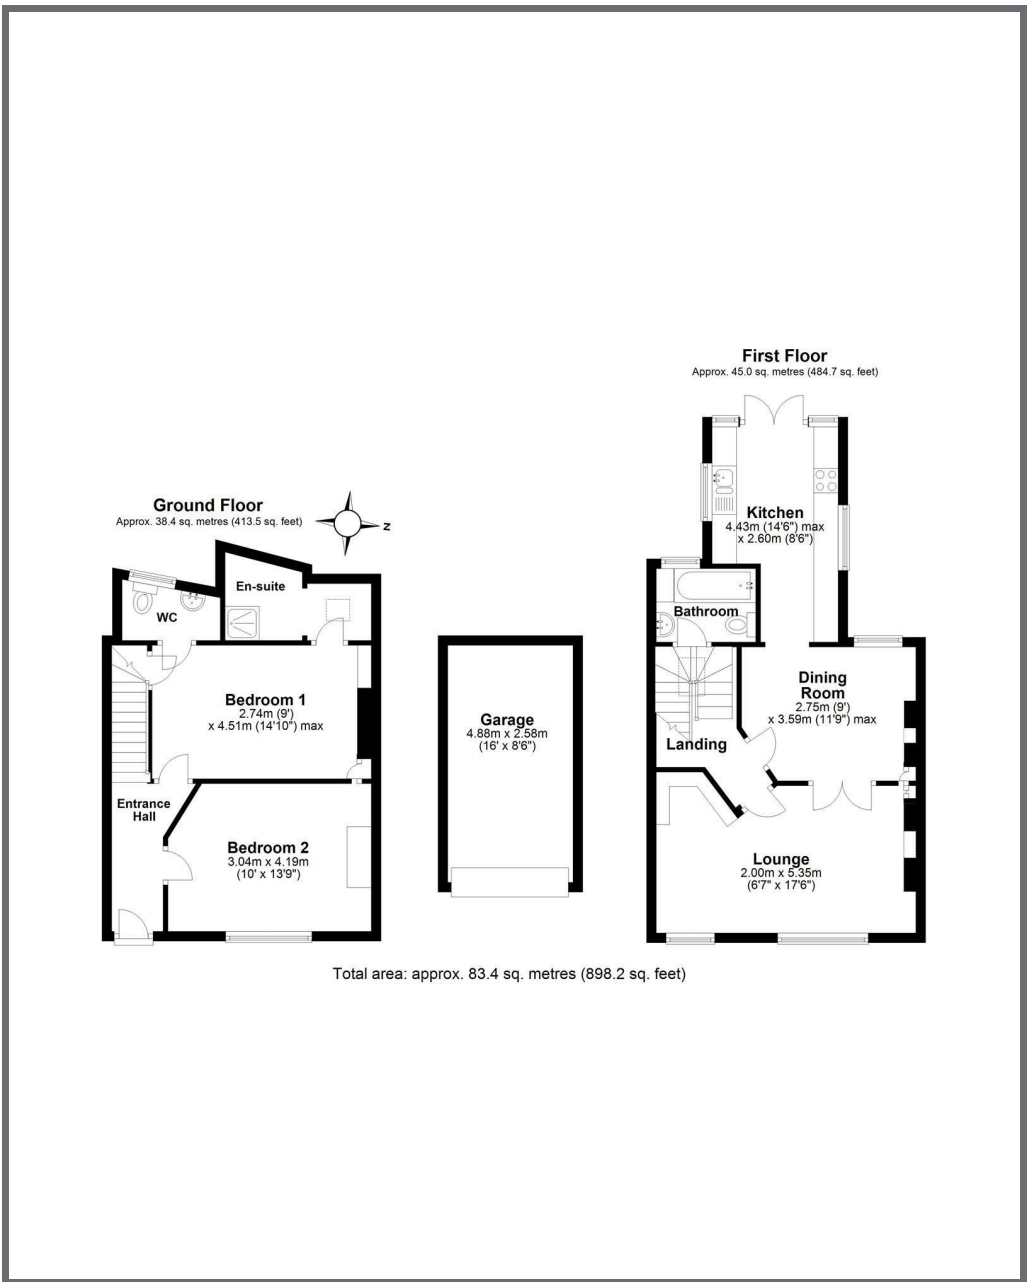 First Floor
Approx. 45.0 sq. metres (484.7 sq. feet)
Kitchen
4.43m (14'6") max
x 2.60m (8'6")
Bathroom
Dining
Room
2.75m (9')
x 3.59m (11'9") max
Landing
Lounge
2.00m x 5.35m
(6'7" x 17'6")
Ground Floor
Approx. 38.4 sq. metres (413.5 sq. feet)
N
En-suite
WC
Bedroom 1
2.74m (9')
x 4.51m (14'10") max
Entrance
Hall
Bedroom 2
3.04m x 4.19m
(10' x 13'9")
Garage
4.88m x 2.58m
(16' x 8'6")
Total area: approx. 83.4 sq. metres (898.2 sq. feet)